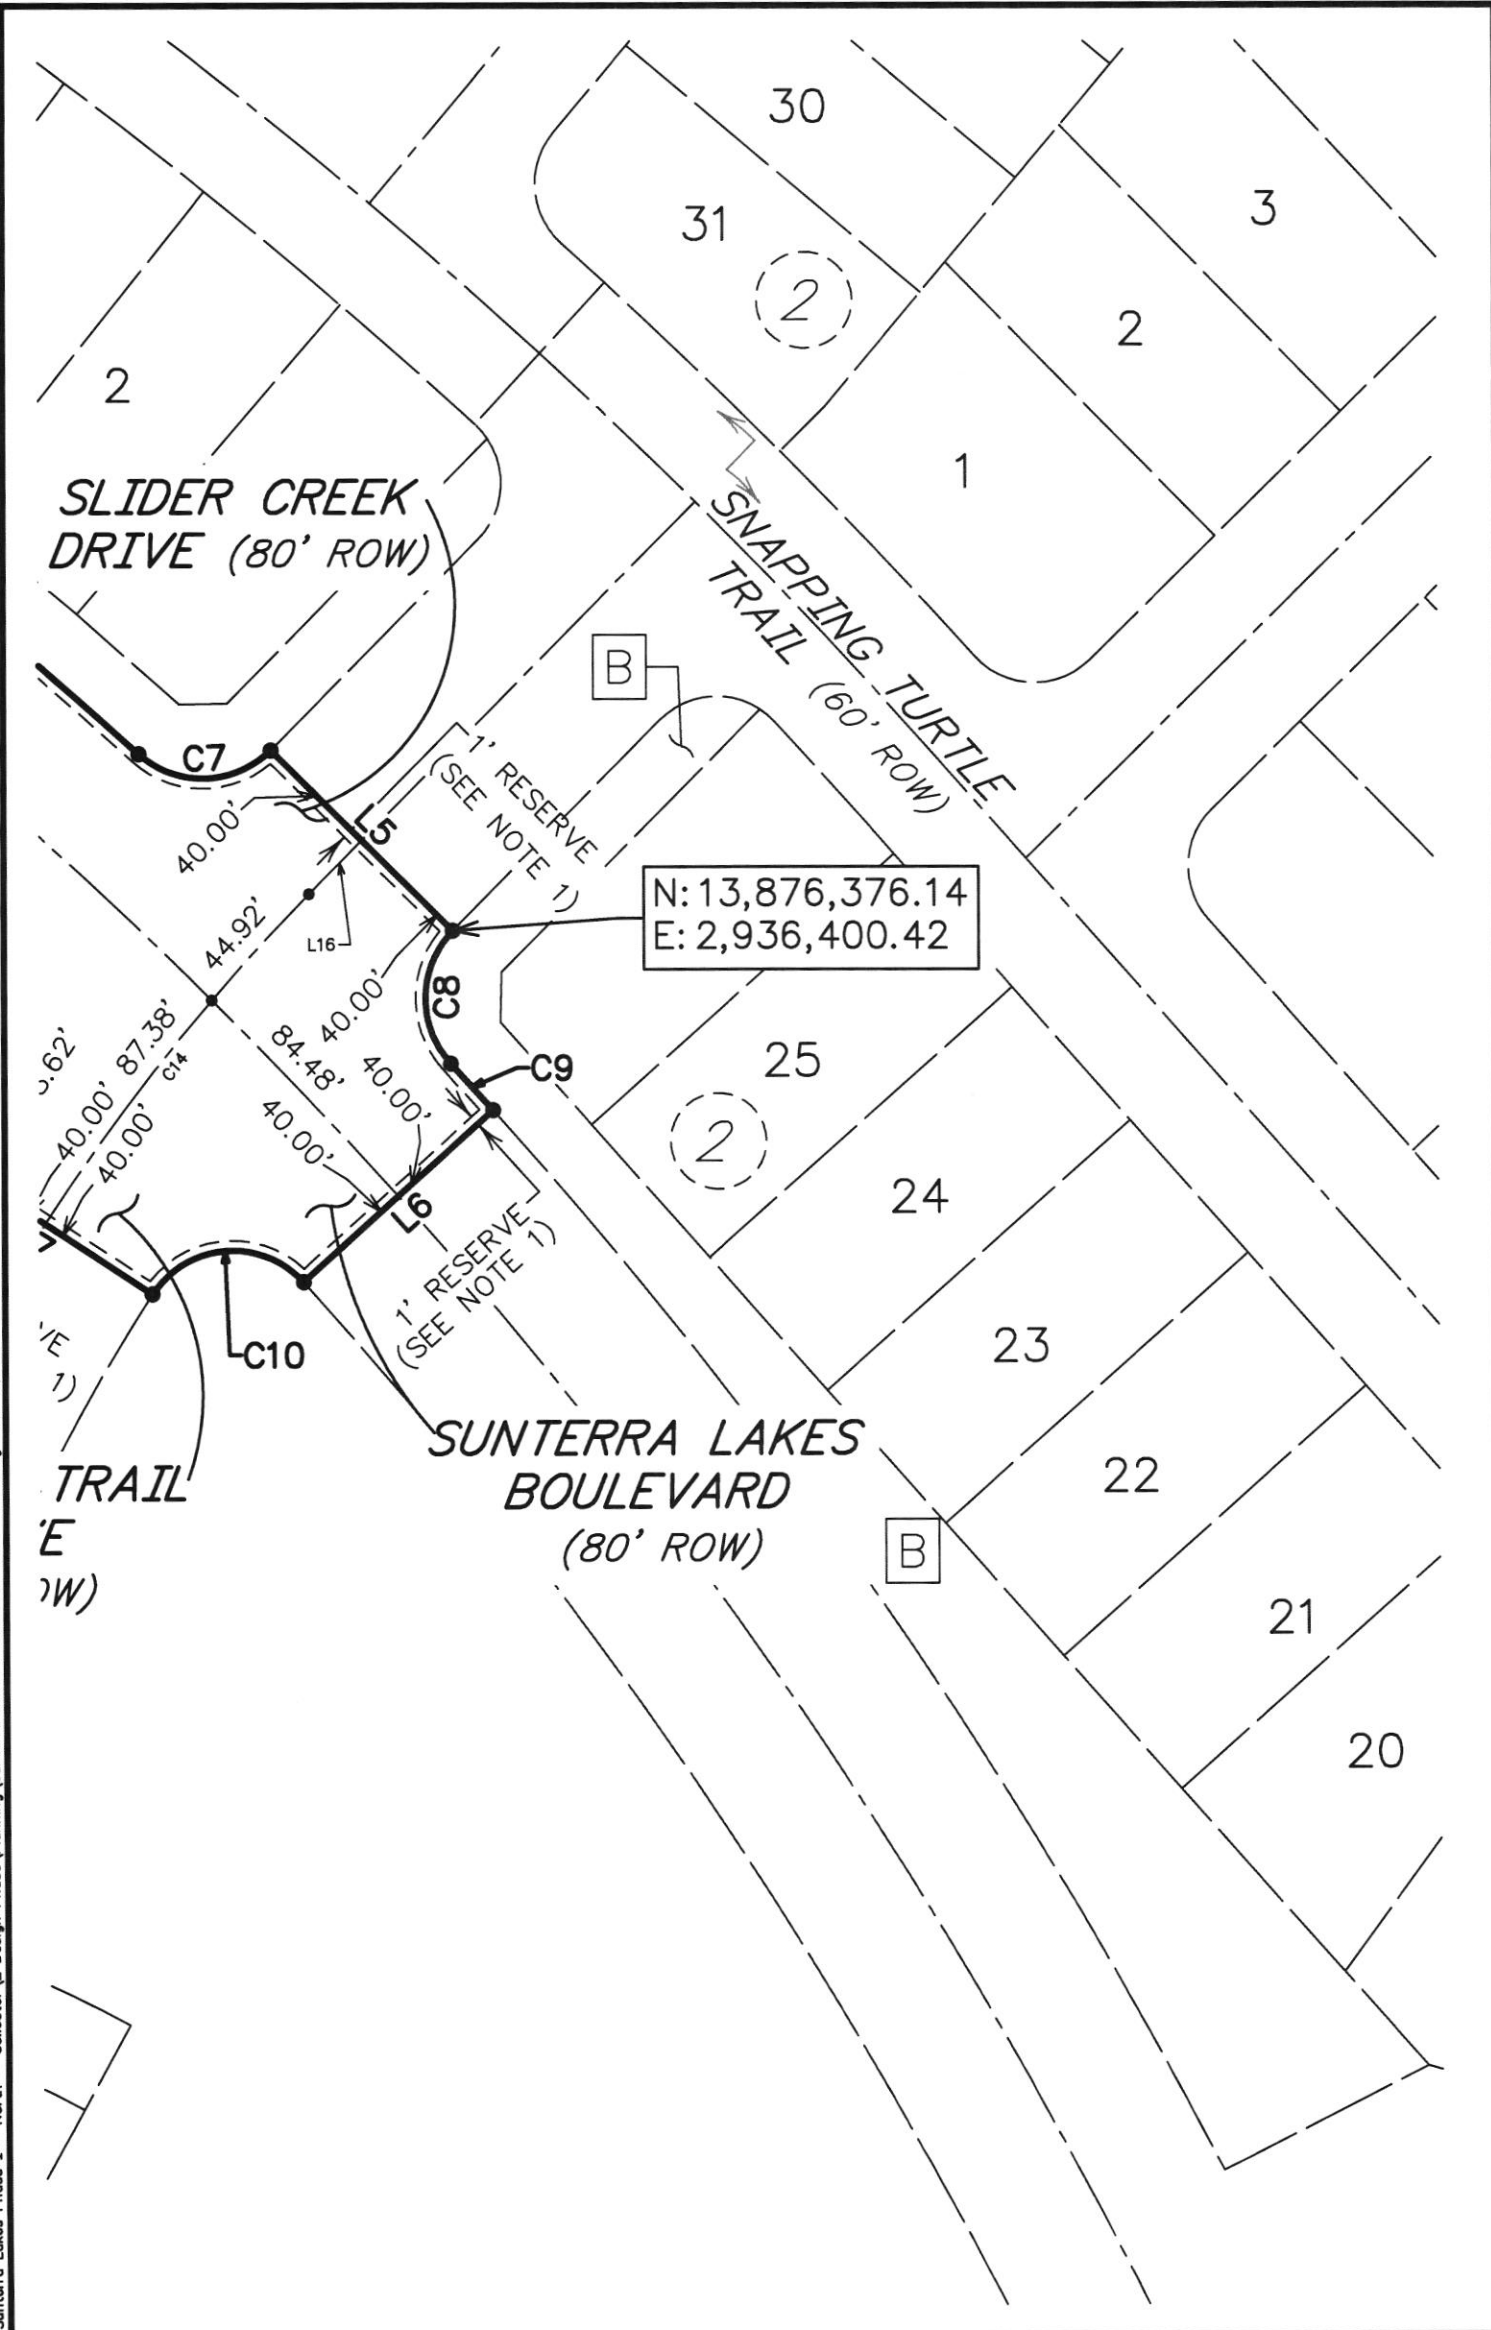 30
31
3
2
2
2
1
SLIDER CREEK
DRIVE (80' ROW)
SNAPPING TURTLE
TRAIL (60' ROW)
B
C7
1' RESERVE
(SEE NOTE 1)
40.00'
L5
N: 13,876,376.14
E: 2,936,400.42
44.92'
L16
40.00'
C8
84.48'
87.38'
C14
.62'
40.00'
40.00'
40.00'
40.00'
C9
25
2
24
L6
1' RESERVE
(SEE NOTE 1)
C10
1)
23
SUNTERRA LAKES
BOULEVARD
(80' ROW)
TRAIL
E
W)
22
B
21
20